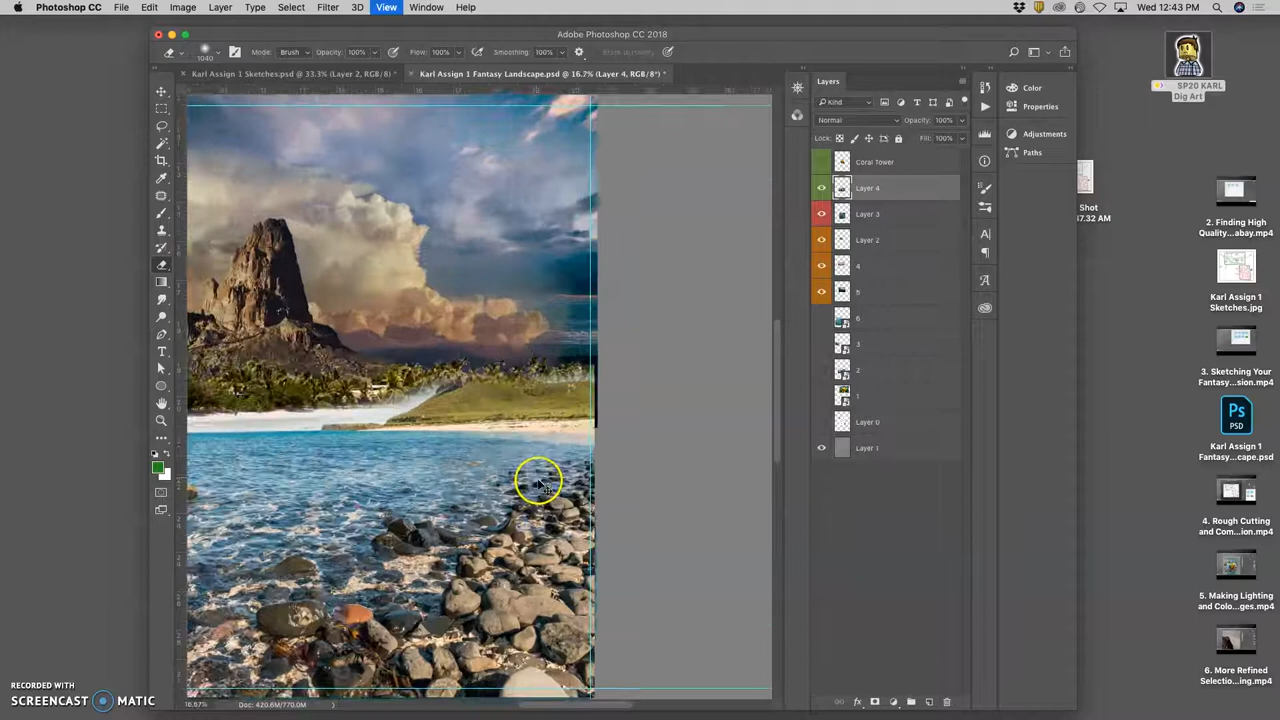 Photoshop CC File Edit Image Layer Type Select Filter 3D View Window Help Wed 12:43 PM
Adobe Photoshop CC 2018
1040 Mode: Brush Opacity: 100% Flow: 100% Smoothing: 100%
Karl Assign 1 Sketches.psd @ 33.3% (Layer 2, RGB/8) * Karl Assign 1 Fantasy Landscape.psd @ 16.7% (Layer 4, RGB/8*) *
Layers
Kind
Normal Opacity: 100%
Lock: Fill: 100%
Coral Tower
Layer 4
Layer 3
Layer 2
4
5
6
3
2
1
Layer 0
Layer 1
Color
Properties
Adjustments
Paths
SP20 KARL
Dig Art
Shot
17.32 AM
2. Finding High
Quality...abay.mp4
Karl Assign 1
Sketches.jpg
3. Sketching Your
Fantasy...sion.mp4
Karl Assign 1
Fantasy...cape.psd
4. Rough Cutting
and Com...ion.mp4
5. Making Lighting
and Colo...ges.mp4
6. More Refined
Selectio...ing.mp4
16.67% Doc: 420.6M/770.0M
RECORDED WITH
SCREENCAST MATIC